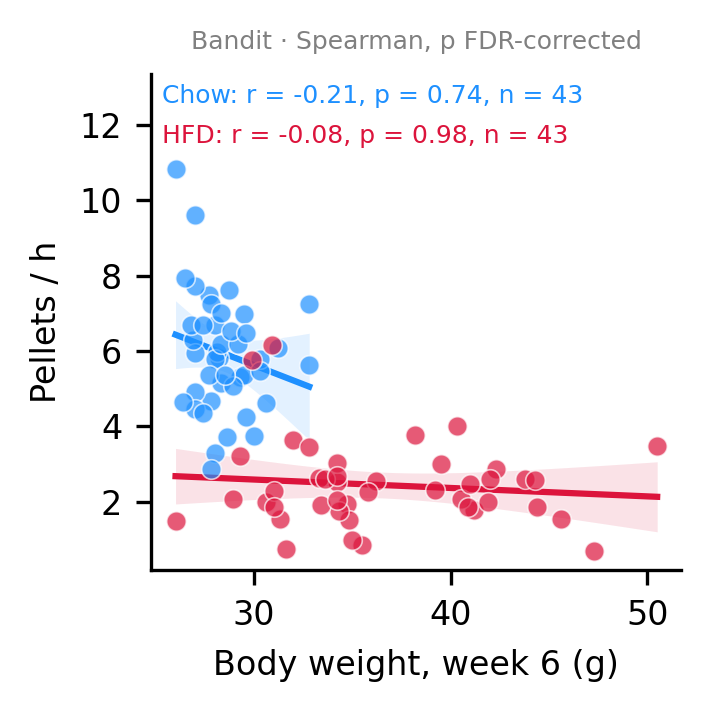 Bandit · Spearman, p FDR-corrected
Chow: r = -0.21, p = 0.74, n = 43
HFD: r = -0.08, p = 0.98, n = 43
12
10
8
6
4
2
Pellets / h
30 40 50
Body weight, week 6 (g)